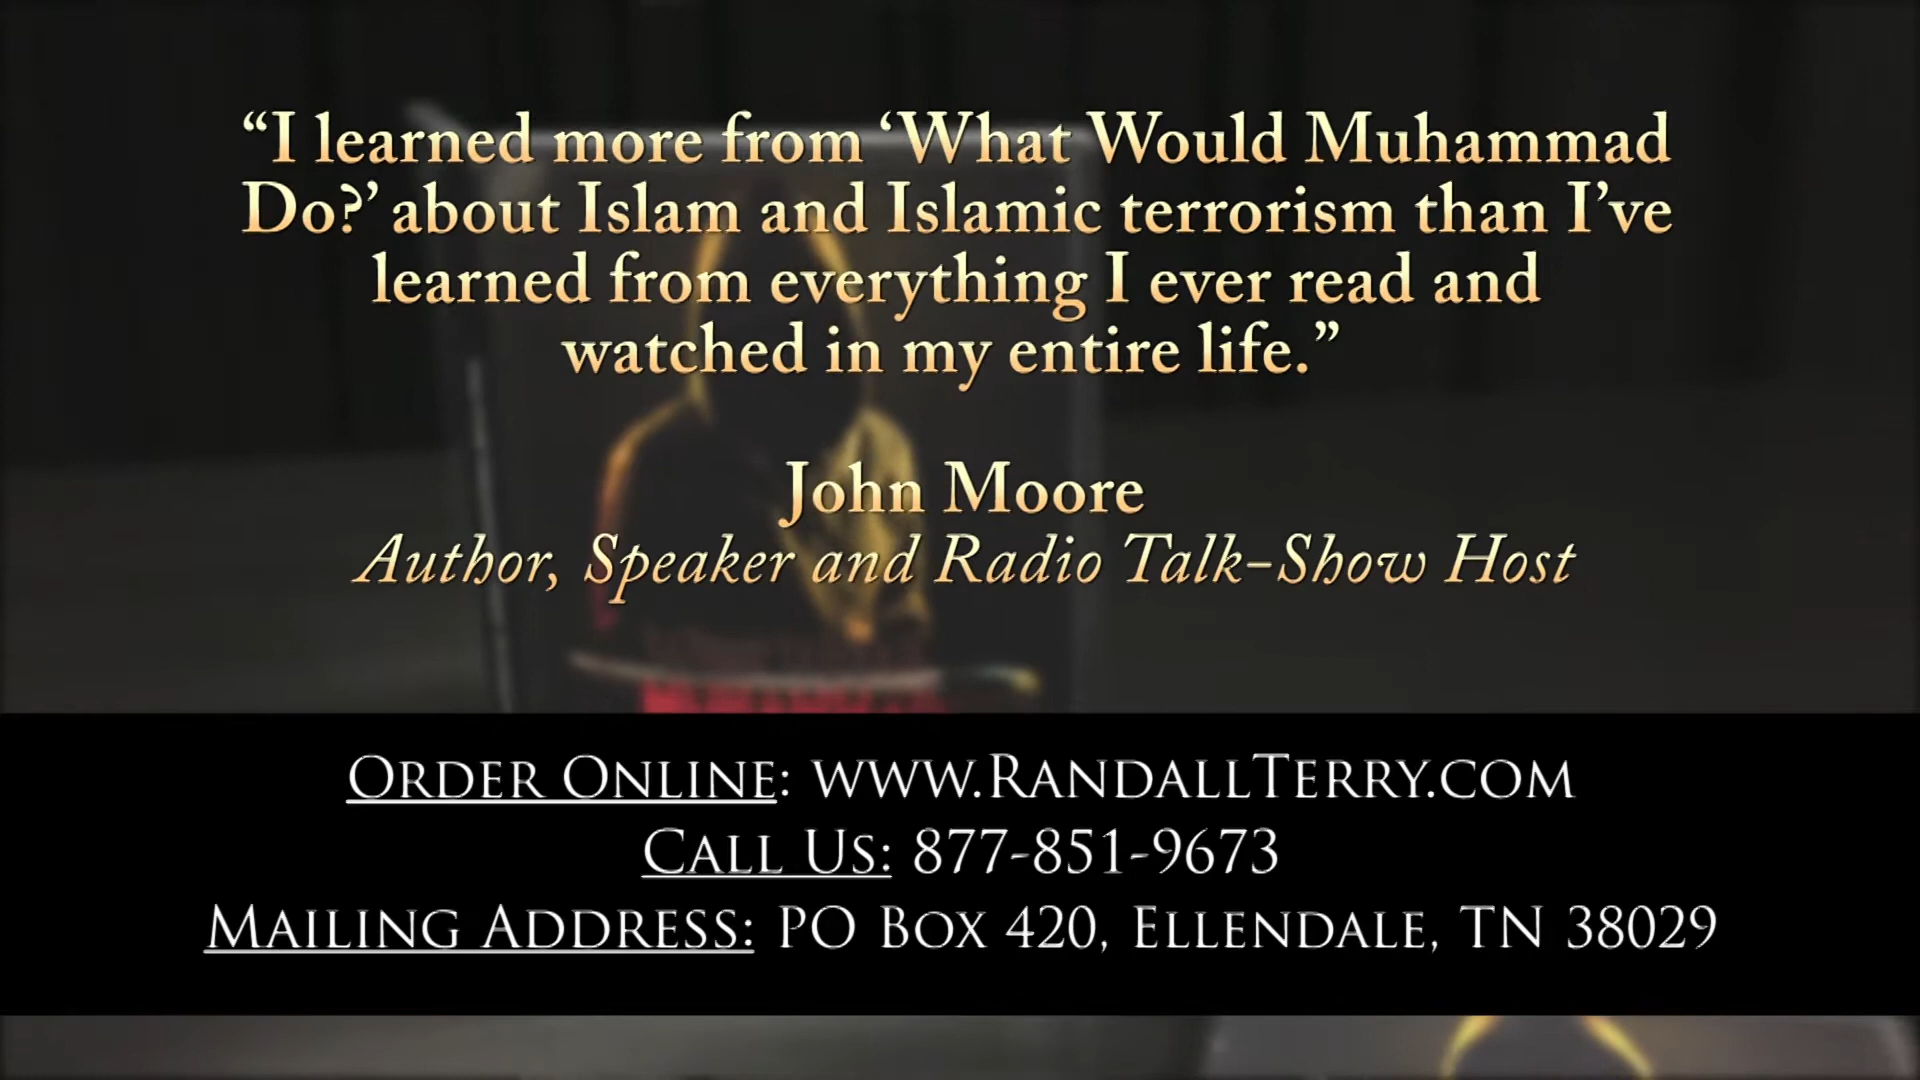 “I learned more from ‘What Would Muhammad
Do?’ about Islam and Islamic terrorism than I’ve
learned from everything I ever read and
watched in my entire life.”
John Moore
Author, Speaker and Radio Talk-Show Host
Order Online: www.RandallTerry.com
Call Us: 877-851-9673
Mailing Address: PO Box 420, Ellendale, TN 38029